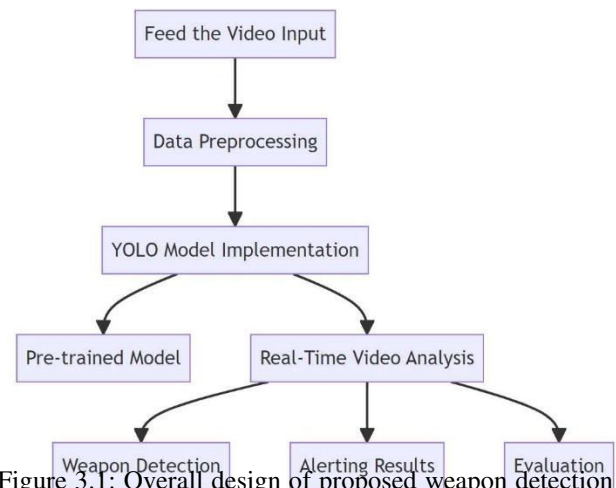 Feed the Video Input
Data Preprocessing
YOLO Model Implementation
Pre-trained Model Real-Time Video Analysis
Weapon Detection Alerting Results Evaluation
Figure 3.1: Overall design of proposed weapon detection